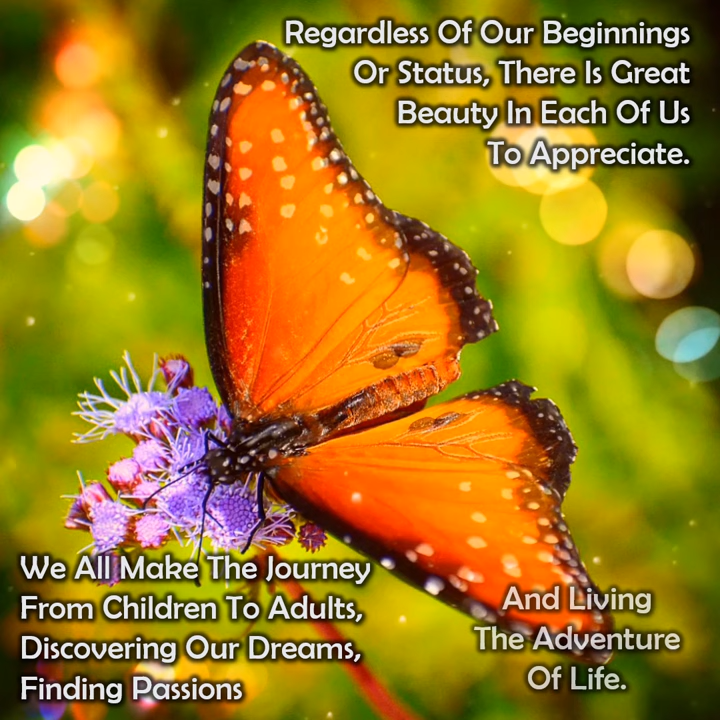 Regardless Of Our Beginnings
Or Status, There Is Great
Beauty In Each Of Us
To Appreciate.
We All Make The Journey
From Children To Adults,
Discovering Our Dreams,
Finding Passions
And Living
The Adventure
Of Life.